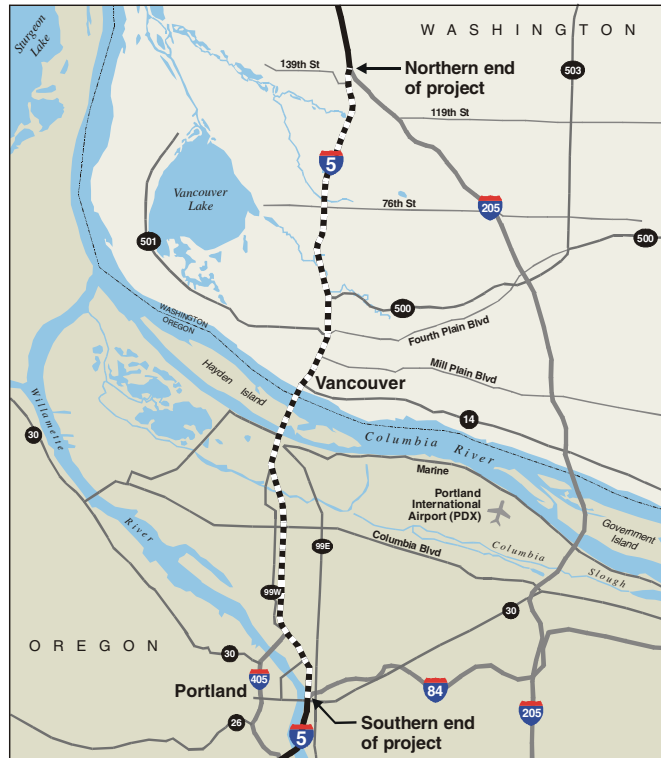 Sturgeon
Lake
WASHINGTON
139th St
Northern end
of project
503
119th St
5
Vancouver
Lake
76th St
205
501
500
500
WASHINGTON
OREGON
Fourth Plain Blvd
Hayden Island
Vancouver
Mill Plain Blvd
14
Willamette
30
Columbia River
Marine
Portland
International
Airport (PDX)
Government
Island
River
99E
Columbia Blvd
Columbia
Slough
99W
30
OREGON
30
405
Portland
84
205
26
5
Southern end
of project